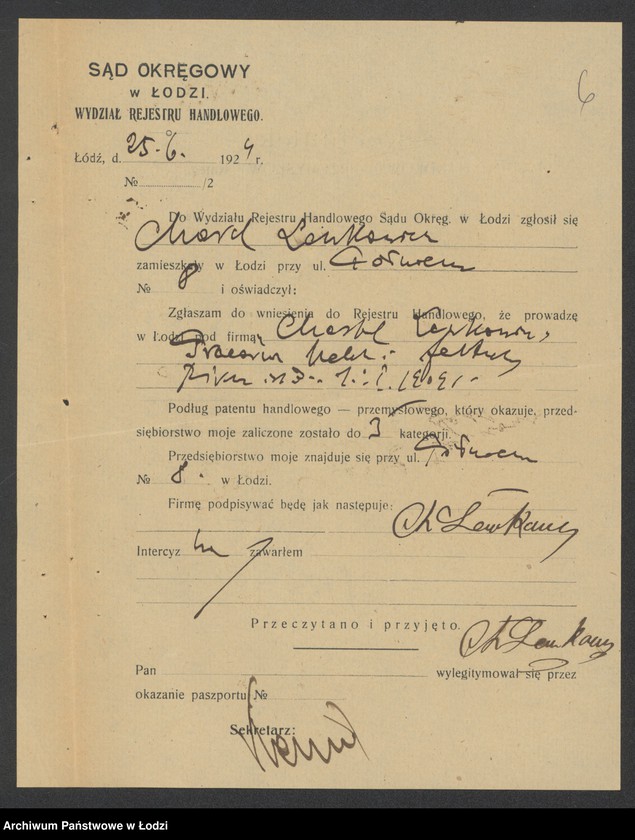 6
SĄD OKRĘGOWY
w ŁODZI.
WYDZIAŁ REJESTRU HANDLOWEGO.
Łódź, d. 25.6. 1924 r.
№ /2
Do Wydziału Rejestru Handlowego Sądu Okręg. w Łodzi zgłosił się
zamieszkały w Łodzi przy ul.
№ 8 i oświadczył:
Zgłaszam do wniesienia do Rejestru Handlowego, że prowadzę
w Łodzi pod firmą
Podług patentu handlowego — przemysłowego, który okazuje, przed-
siębiorstwo moje zaliczone zostało do 3 kategorji.
Przedsiębiorstwo moje znajduje się przy ul.
№ 8. w Łodzi.
Firmę podpisywać będę jak następuje:
Ch Lewkow
Intercyz nie zawarłem
Przeczytano i przyjęto.
Ch Lewkow
Pan wylegitymował się przez
okazanie paszportu №
Sekretarz:
Archiwum Państwowe w Łodzi